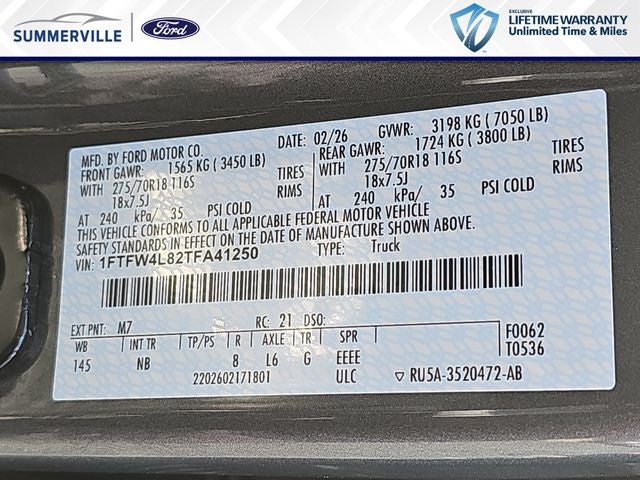 SUMMERVILLE
Ford
EXCLUSIVE
LIFETIME WARRANTY
Unlimited Time & Miles
MFD. BY FORD MOTOR CO. DATE: 02/26 GVWR: 3198 KG ( 7050 LB)
FRONT GAWR: 1565 KG ( 3450 LB) REAR GAWR: 1724 KG ( 3800 LB)
WITH 275/70R18 116S TIRES WITH 275/70R18 116S TIRES
18x7.5J RIMS 18x7.5J RIMS
AT 240 kPa/ 35 PSI COLD AT 240 kPa/ 35 PSI COLD
THIS VEHICLE CONFORMS TO ALL APPLICABLE FEDERAL MOTOR VEHICLE
SAFETY STANDARDS IN EFFECT ON THE DATE OF MANUFACTURE SHOWN ABOVE.
VIN: 1FTFW4L82TFA41250 TYPE: Truck
EXT PNT: M7 RC: 21 DSO: F0062
WB INT TR TP/PS R AXLE TR SPR T0536
145 NB 8 L6 G EEEE
2202602171801 ULC ▽ RU5A-3520472-AB